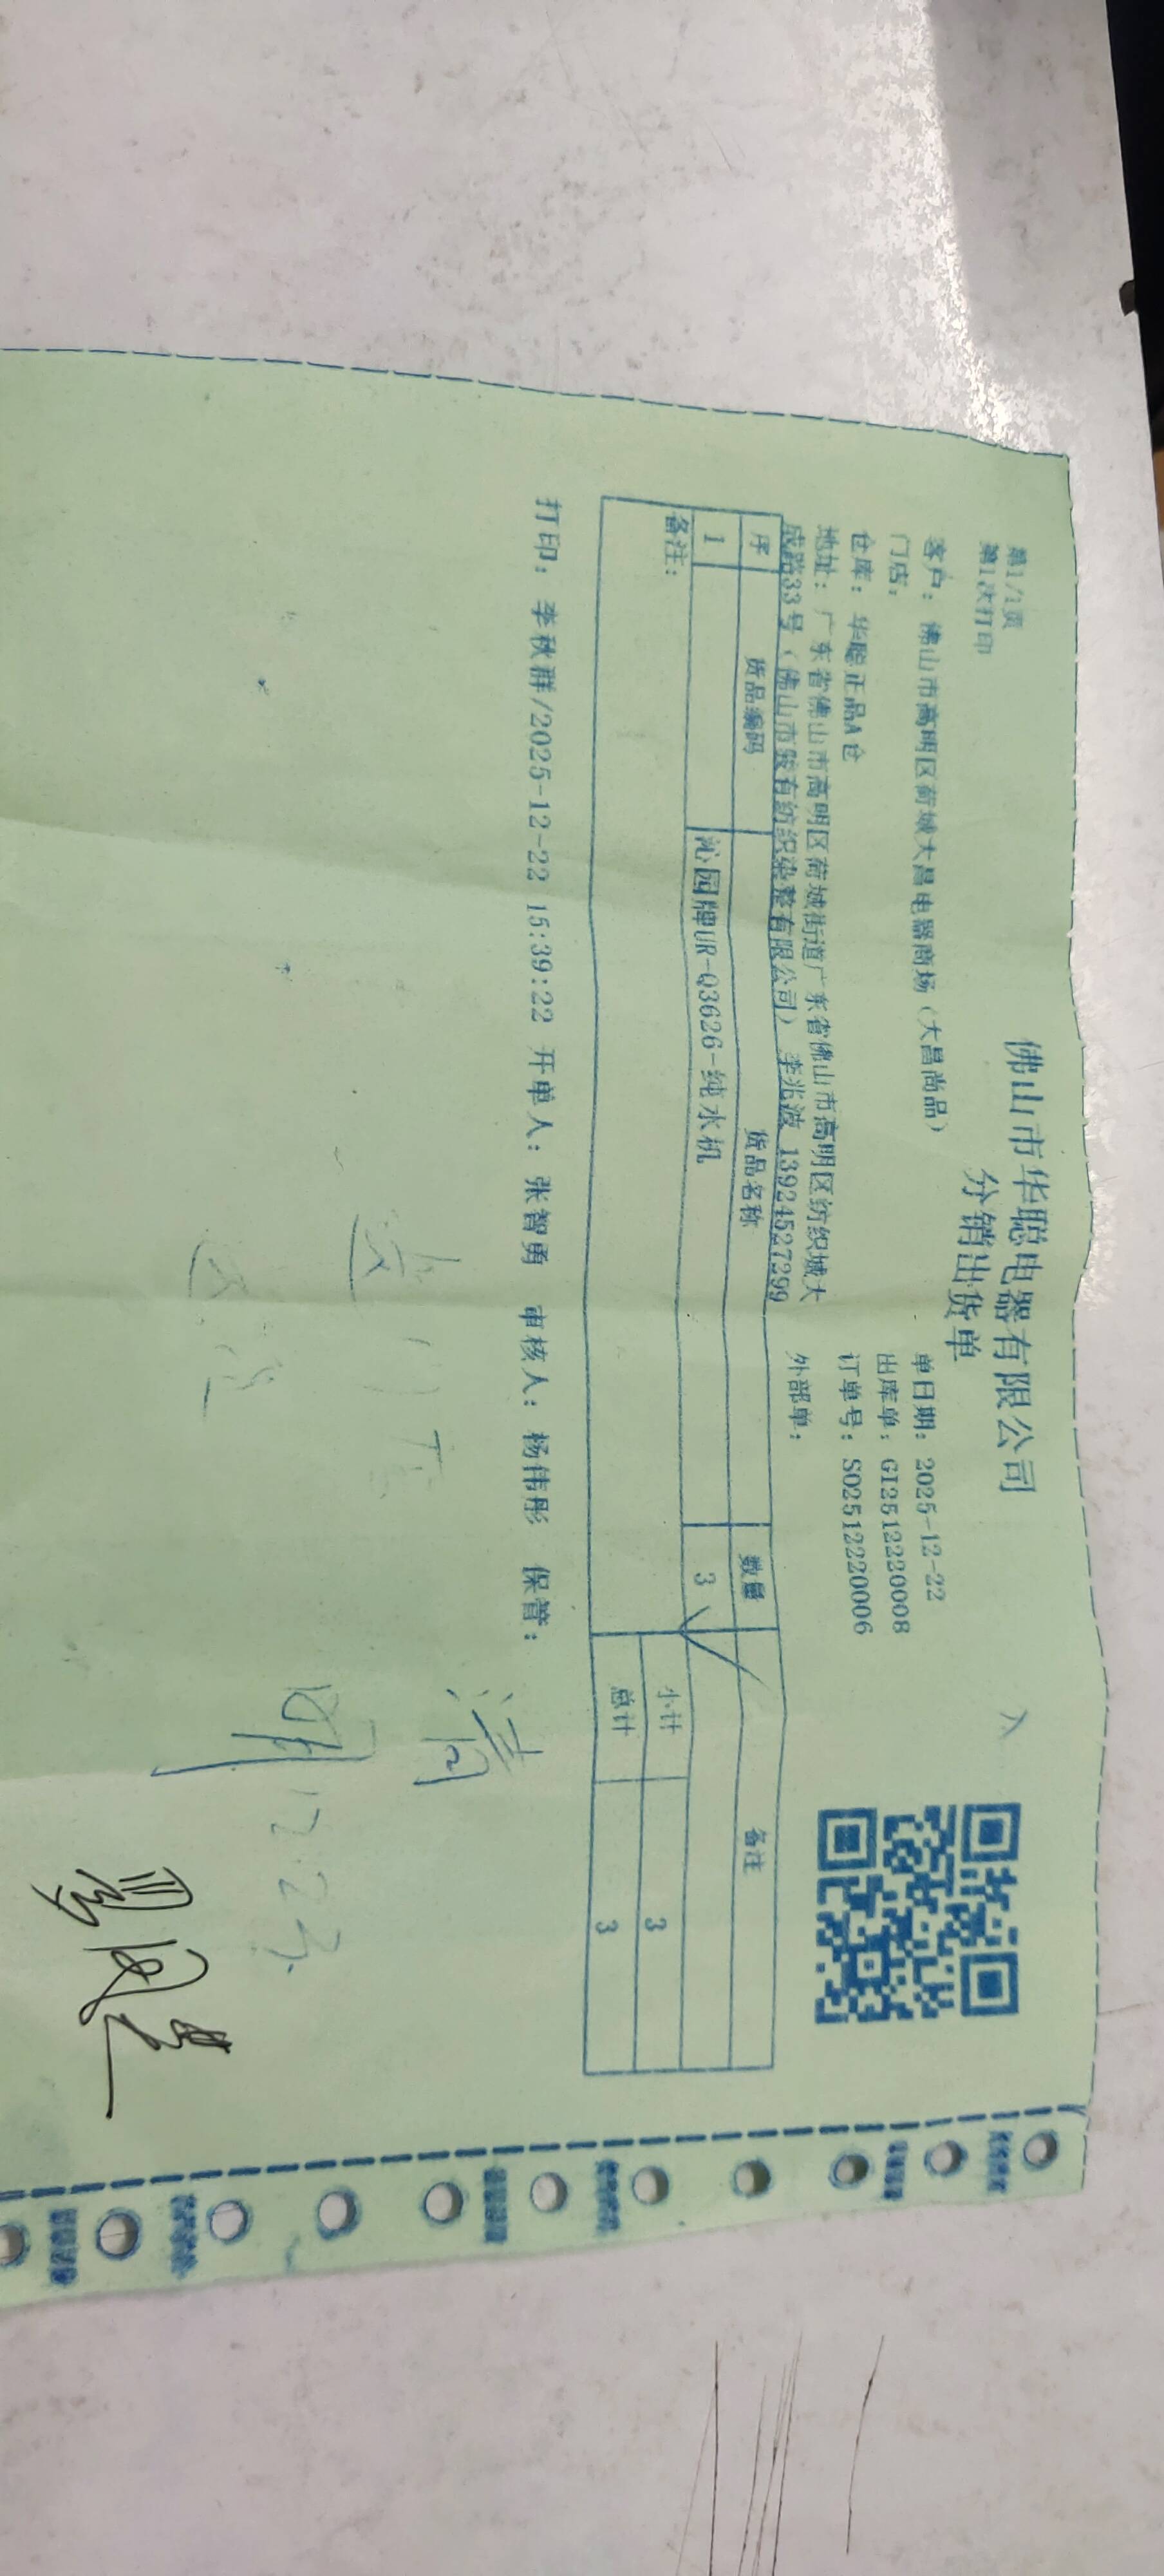 佛山市华聪电器有限公司
分销出货单
第1/1页
第1次打印
客户：佛山市高明区荷城大昌电器商场（大昌尚品）
单日期：2025-12-22
门店：
出库单：GI2512220008
仓库：华聪正品A仓
订单号：SO2512220006
地址：广东省佛山市高明区荷城街道广东省佛山市高明区纺织城大
成路33号（佛山市骏有纺织染整有限公司） 李兆波 13924527299
外部单：
序 货品编码 货品名称 数量 备注
1 沁园牌UR-Q3626-纯水机 3
备注：
小计 3
总计 3
打印：李秋群/2025-12-22 15:39:22 开单人：张智勇 审核人：杨伟彤 保管：